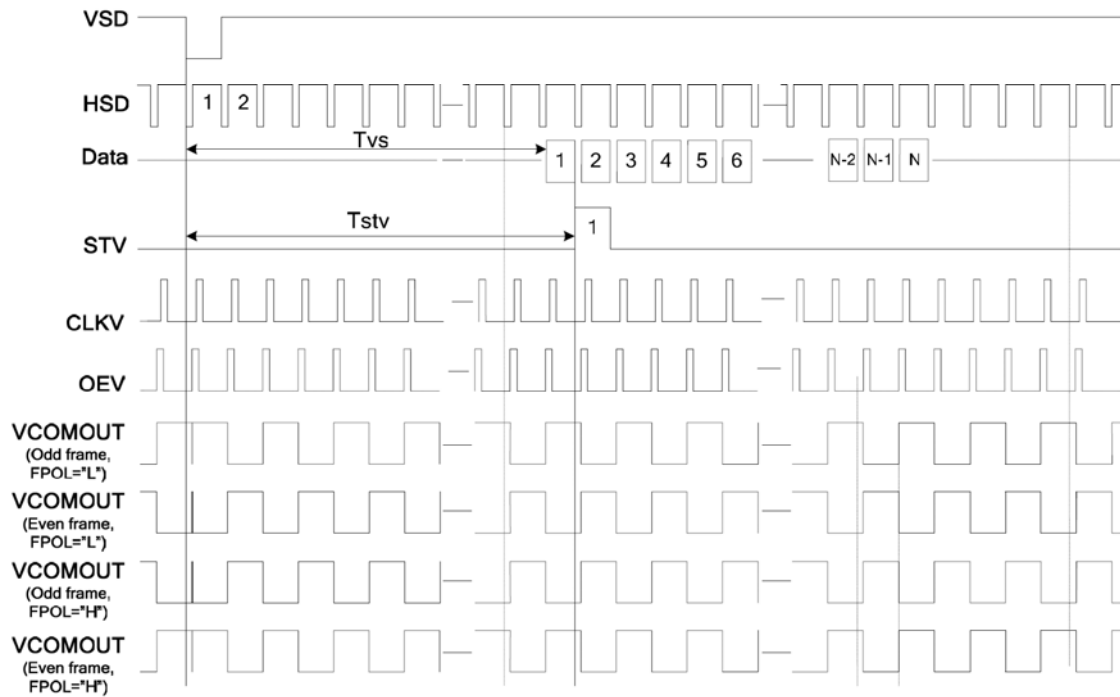 VSD
HSD
1 2
Tvs
Data
1 2 3 4 5 6 N-2 N-1 N
Tstv
1
STV
CLKV
OEV
VCOMOUT
(Odd frame,
FPOL="L")
VCOMOUT
(Even frame,
FPOL="L")
VCOMOUT
(Odd frame,
FPOL="H")
VCOMOUT
(Even frame,
FPOL="H")